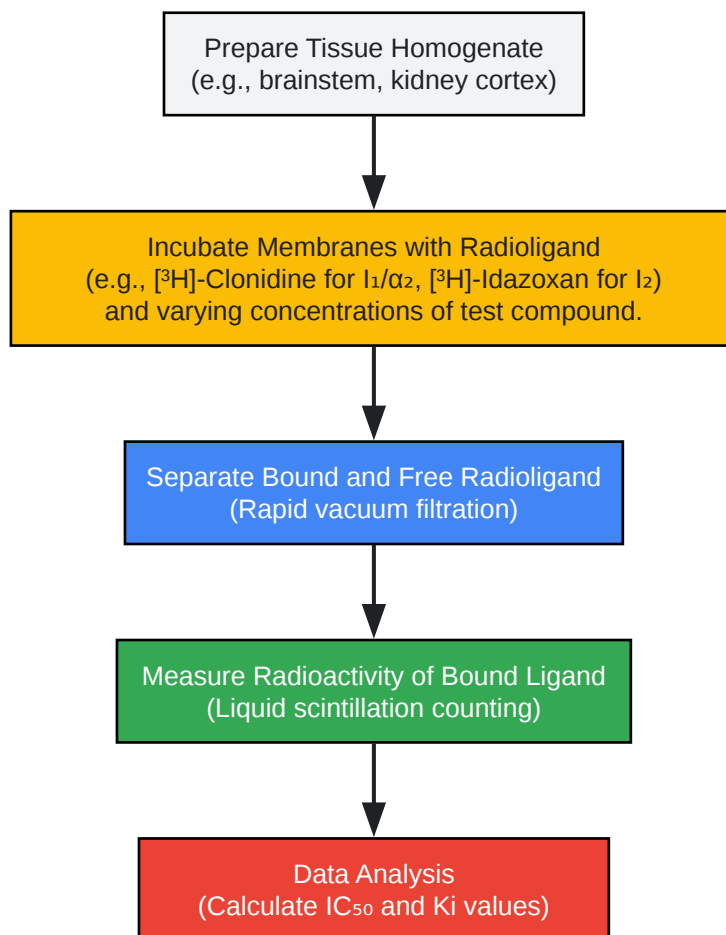 Prepare Tissue Homogenate
(e.g., brainstem, kidney cortex)
Incubate Membranes with Radioligand
(e.g., [³H]-Clonidine for I₁/α₂, [³H]-Idazoxan for I₂)
and varying concentrations of test compound.
Separate Bound and Free Radioligand
(Rapid vacuum filtration)
Measure Radioactivity of Bound Ligand
(Liquid scintillation counting)
Data Analysis
(Calculate IC₅₀ and Ki values)